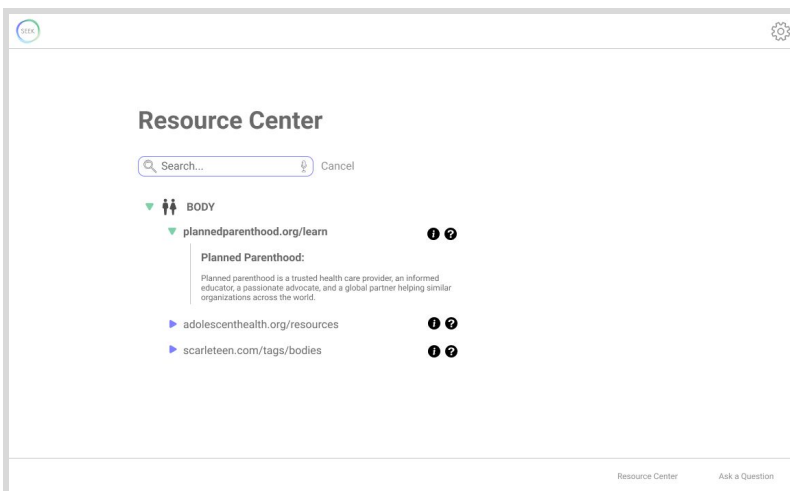 SEEK
Resource Center
Search...
Cancel
BODY
plannedparenthood.org/learn
i ?
Planned Parenthood:
Planned parenthood is a trusted health care provider, an informed
educator, a passionate advocate, and a global partner helping similar
organizations across the world.
adolescenthealth.org/resources
i ?
scarleteen.com/tags/bodies
i ?
Resource Center
Ask a Question